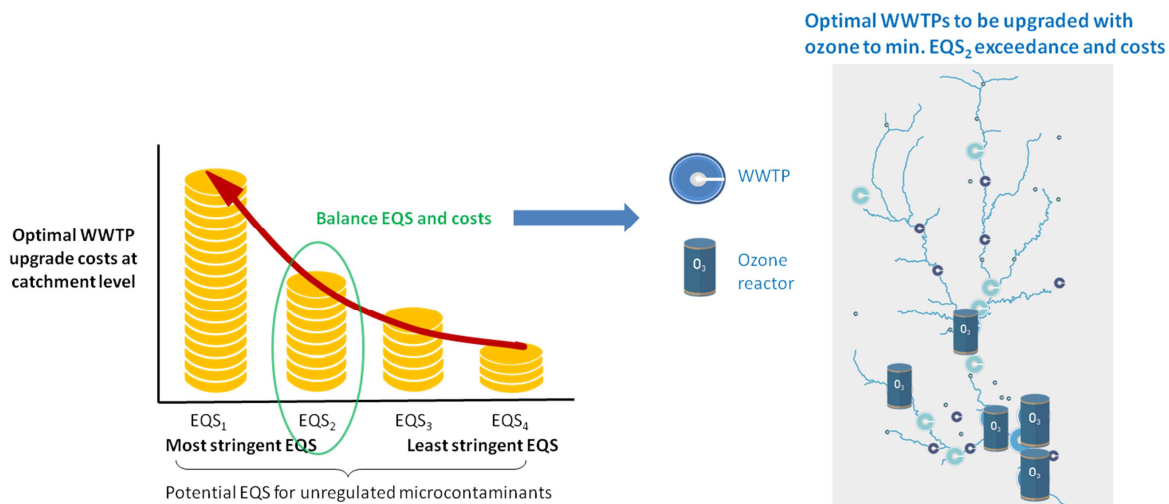 Optimal WWTPs to be upgraded with
ozone to min. EQS₂ exceedance and costs
Optimal WWTP
upgrade costs at
catchment level
Balance EQS and costs
WWTP
O₃
Ozone
reactor
EQS₁
EQS₂
EQS₃
EQS₄
Most stringent EQS
Least stringent EQS
Potential EQS for unregulated microcontaminants
O₃
O₃
O₃
O₃
O₃